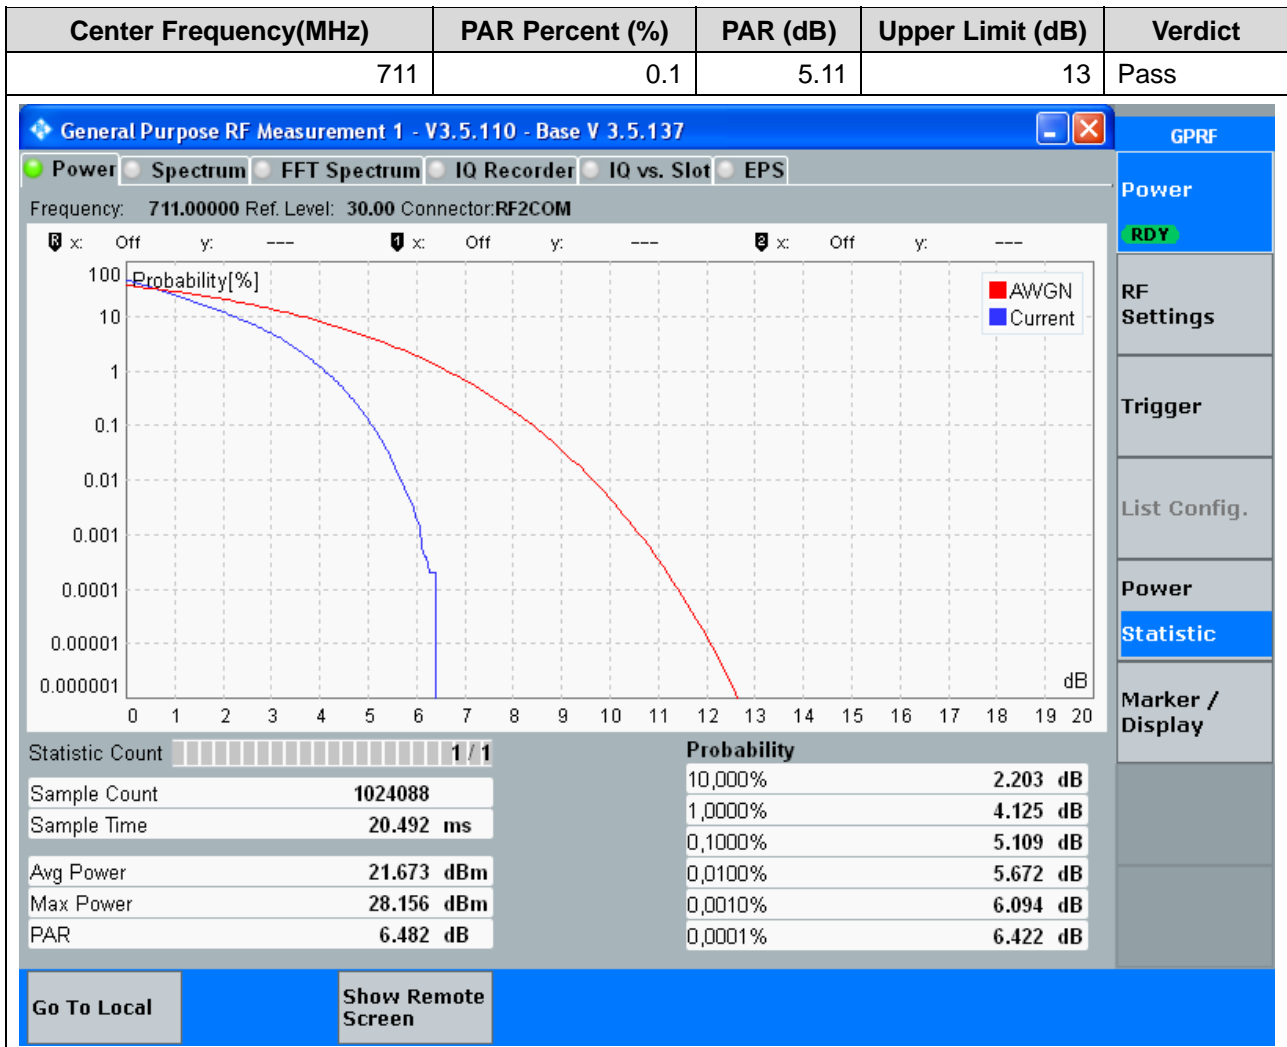 Center Frequency(MHz) PAR Percent (%) PAR (dB) Upper Limit (dB) Verdict
711 0.1 5.11 13 Pass
General Purpose RF Measurement 1 - V3.5.110 - Base V 3.5.137
GPRF
Power Spectrum FFT Spectrum IQ Recorder IQ vs. Slot EPS
Power
RDY
Frequency: 711.00000 Ref. Level: 30.00 Connector:RF2COM
R x: Off y: --- 1 x: Off y: --- 2 x: Off y: ---
Probability[%]
AWGN
Current
100
10
1
0.1
0.01
0.001
0.0001
0.00001
0.000001
dB
0 1 2 3 4 5 6 7 8 9 10 11 12 13 14 15 16 17 18 19 20
RF
Settings
Trigger
List Config.
Power
Statistic
Marker /
Display
Statistic Count 1 / 1
Sample Count 1024088
Sample Time 20.492 ms
Avg Power 21.673 dBm
Max Power 28.156 dBm
PAR 6.482 dB
Probability
10,000% 2.203 dB
1,0000% 4.125 dB
0,1000% 5.109 dB
0,0100% 5.672 dB
0,0010% 6.094 dB
0,0001% 6.422 dB
Go To Local
Show Remote
Screen